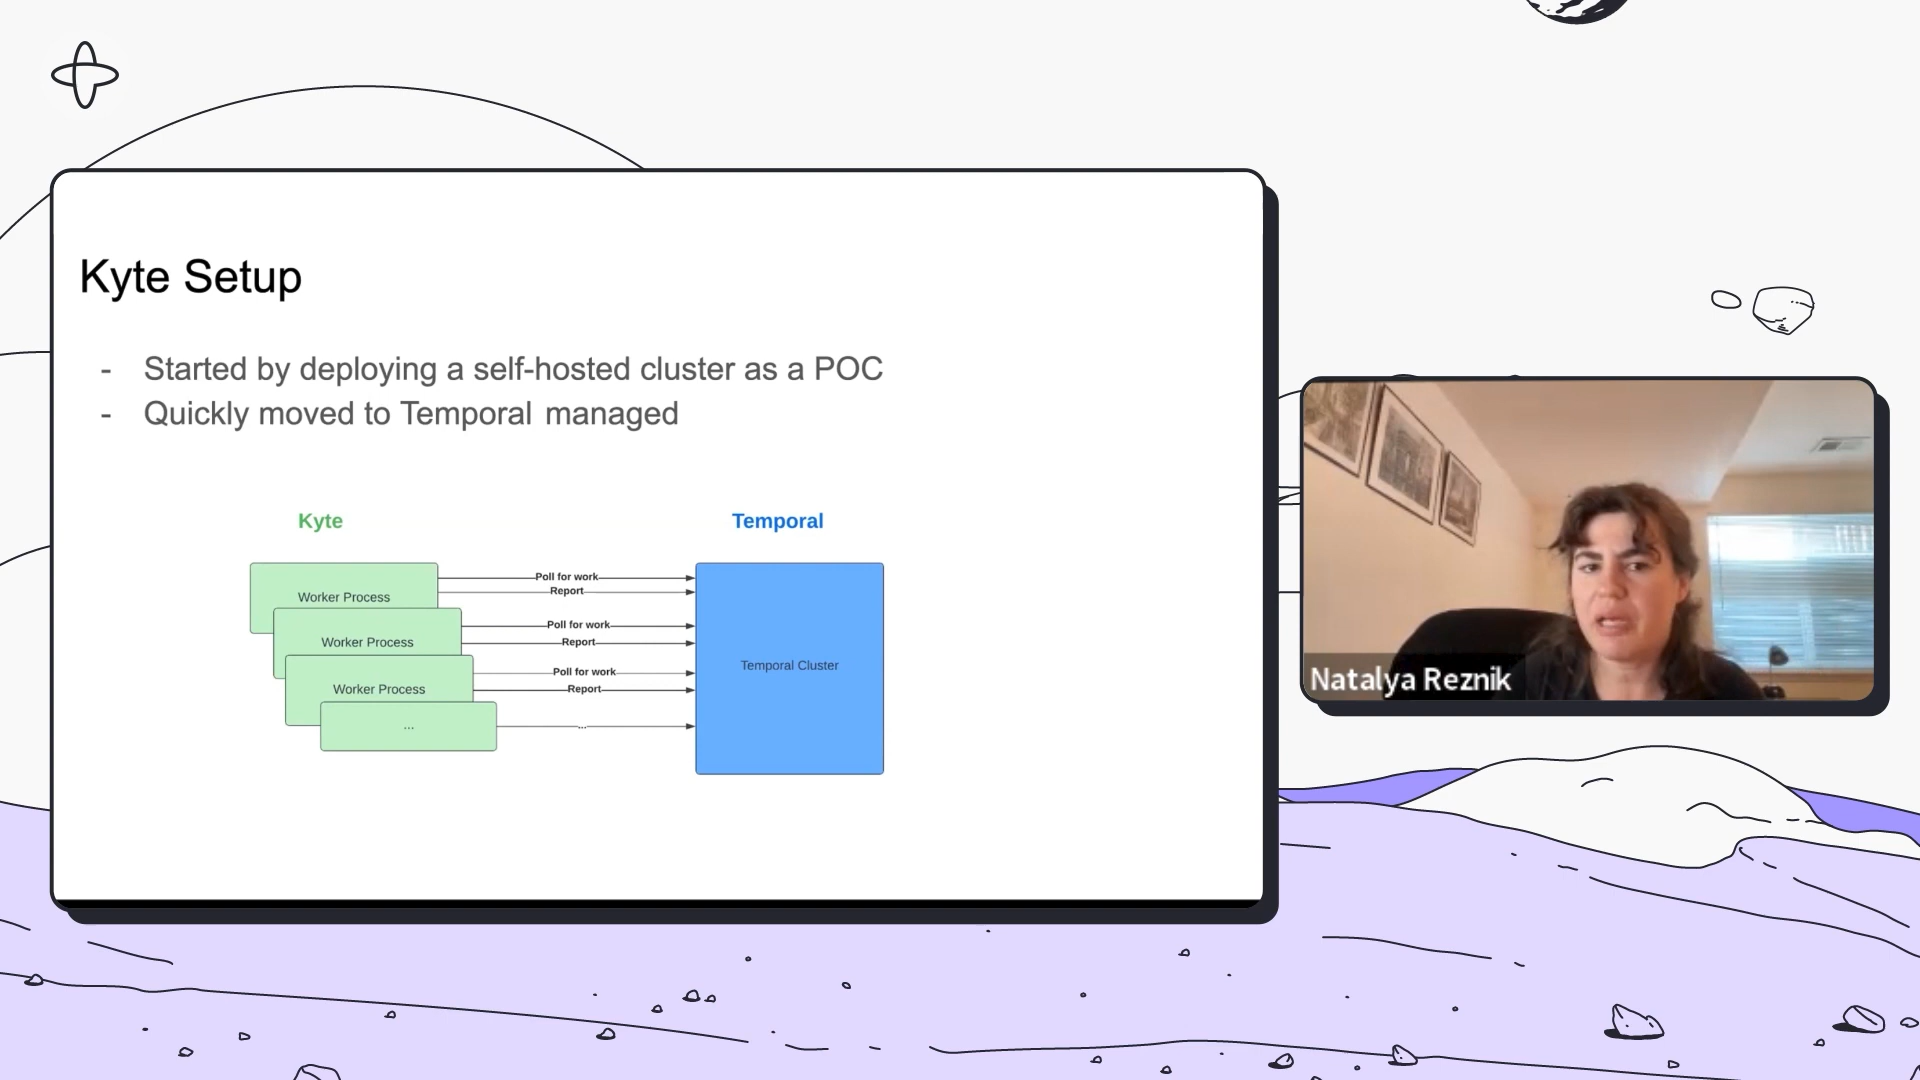 Kyte Setup
- Started by deploying a self-hosted cluster as a POC
- Quickly moved to Temporal managed
Kyte
Temporal
Worker Process
Poll for work
Report
Worker Process
Poll for work
Report
Worker Process
Poll for work
Report
...
...
Temporal Cluster
Natalya Reznik